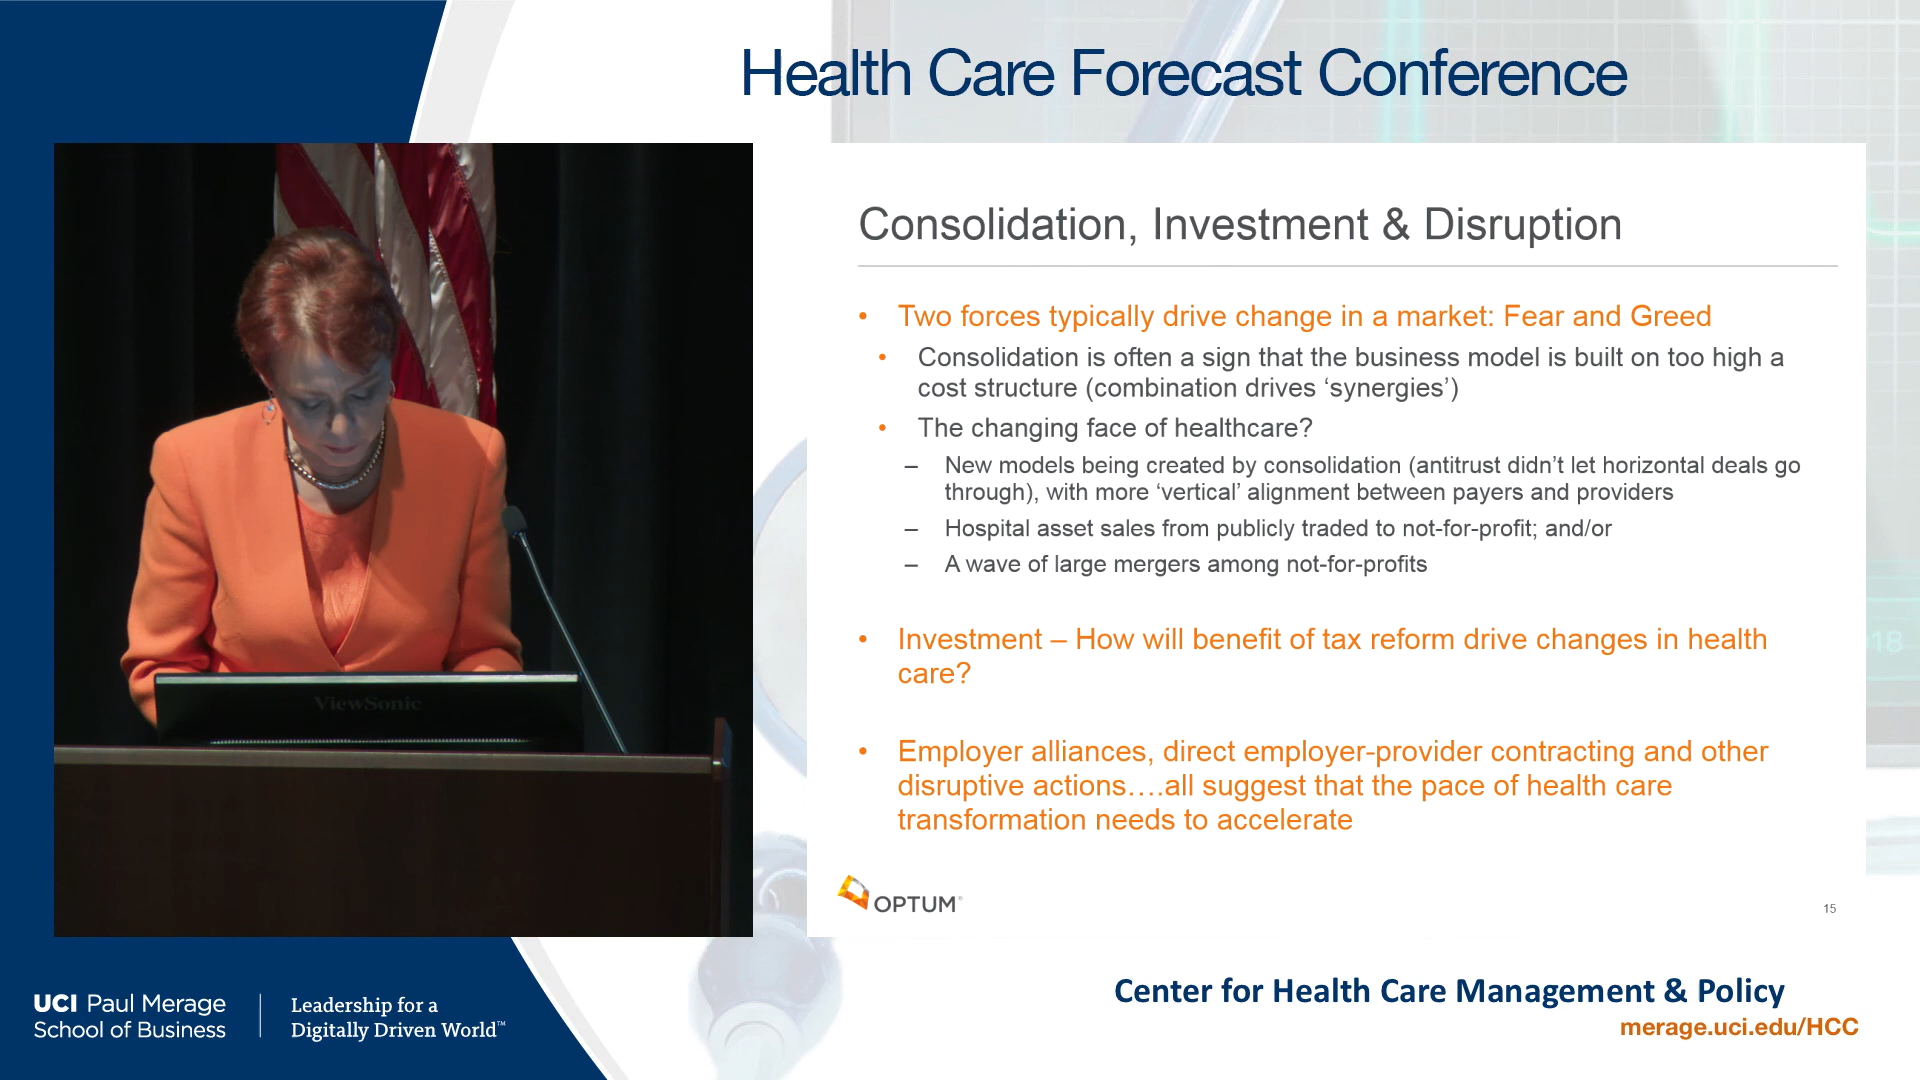 Health Care Forecast Conference
Consolidation, Investment & Disruption
• Two forces typically drive change in a market: Fear and Greed
• Consolidation is often a sign that the business model is built on too high a
cost structure (combination drives ‘synergies’)
• The changing face of healthcare?
– New models being created by consolidation (antitrust didn’t let horizontal deals go
through), with more ‘vertical’ alignment between payers and providers
– Hospital asset sales from publicly traded to not-for-profit; and/or
– A wave of large mergers among not-for-profits
• Investment – How will benefit of tax reform drive changes in health
care?
• Employer alliances, direct employer-provider contracting and other
disruptive actions….all suggest that the pace of health care
transformation needs to accelerate
OPTUM®
15
ViewSonic
18
UCI Paul Merage
School of Business
Leadership for a
Digitally Driven World™
Center for Health Care Management & Policy
merage.uci.edu/HCC